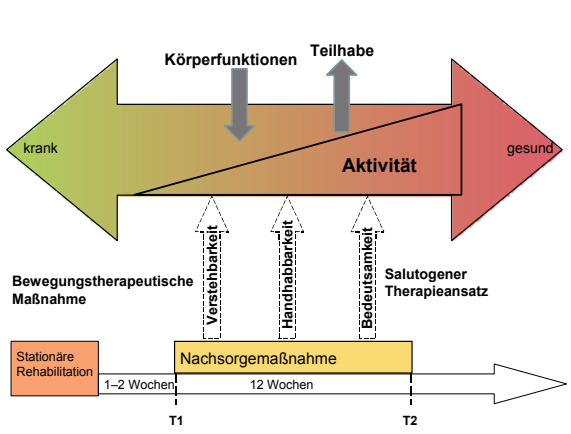 Körperfunktionen
Teilhabe
krank
gesund
Aktivität
Verstehbarkeit
Handhabbarkeit
Bedeutsamkeit
Bewegungstherapeutische
Maßnahme
Salutogener
Therapieansatz
Stationäre
Rehabilitation
Nachsorgemaßnahme
1–2 Wochen
12 Wochen
T1
T2